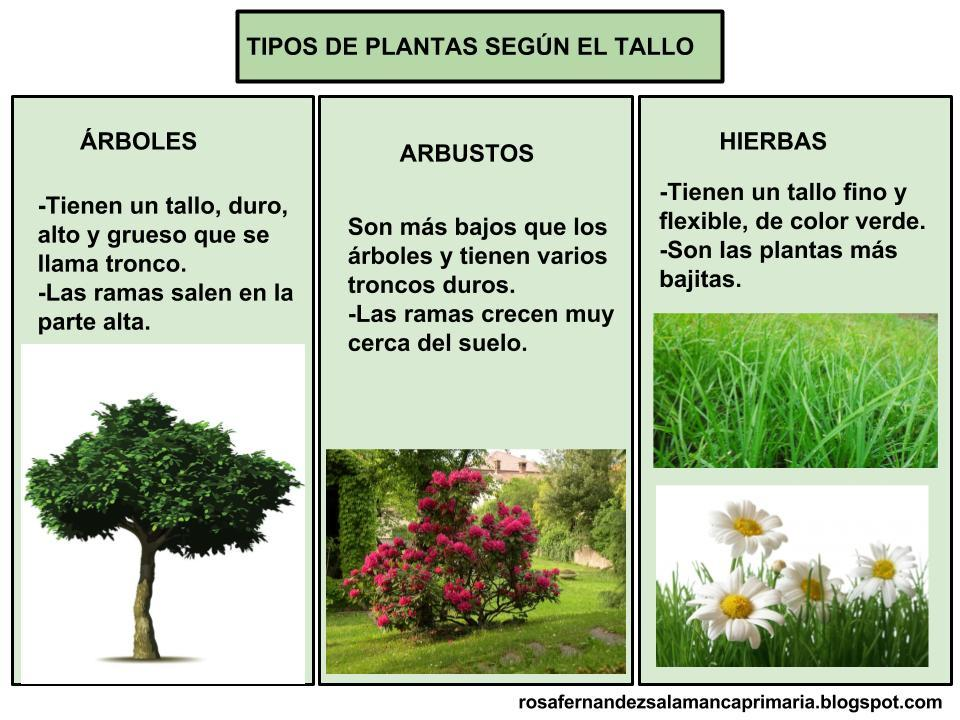 TIPOS DE PLANTAS SEGÚN EL TALLO
ÁRBOLES
-Tienen un tallo, duro,
alto y grueso que se
llama tronco.
-Las ramas salen en la
parte alta.
ARBUSTOS
Son más bajos que los
árboles y tienen varios
troncos duros.
-Las ramas crecen muy
cerca del suelo.
HIERBAS
-Tienen un tallo fino y
flexible, de color verde.
-Son las plantas más
bajitas.
rosafernandezsalamancaprimaria.blogspot.com